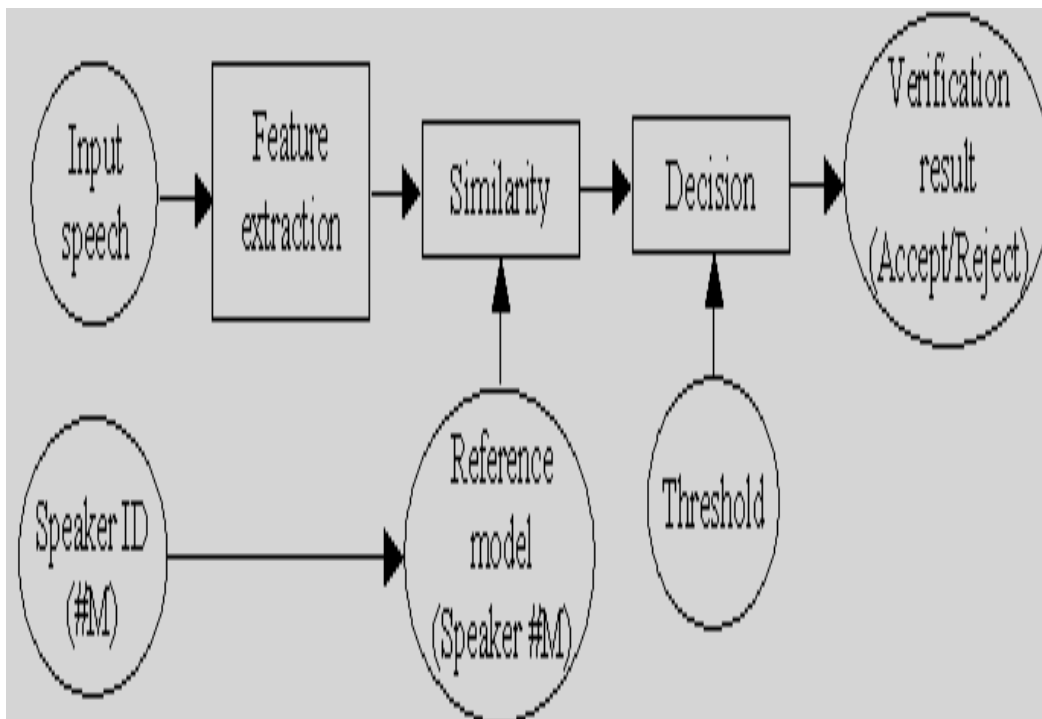 Input
speech
Feature
extraction
Similarity
Decision
Verification
result
(Accept/Reject)
Speaker ID
(#M)
Reference
model
(Speaker #M)
Threshold